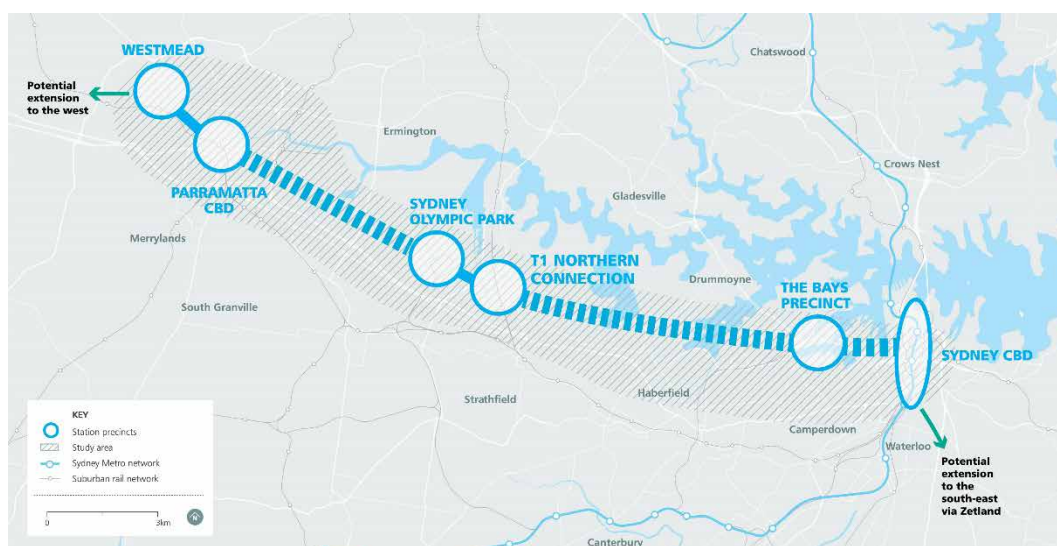 WESTMEAD
Potential
extension
to the west
Chatswood
Ermington
Crows Nest
PARRAMATTA
CBD
Gladesville
SYDNEY
OLYMPIC PARK
Merrylands
T1 NORTHERN
CONNECTION
Drummoyne
THE BAYS
PRECINCT
South Granville
SYDNEY CBD
Haberfield
Strathfield
Camperdown
Waterloo
Potential
extension
to the
south-east
via Zetland
KEY
Station precincts
Study area
Sydney Metro network
Suburban rail network
0
3km
N
Canterbury